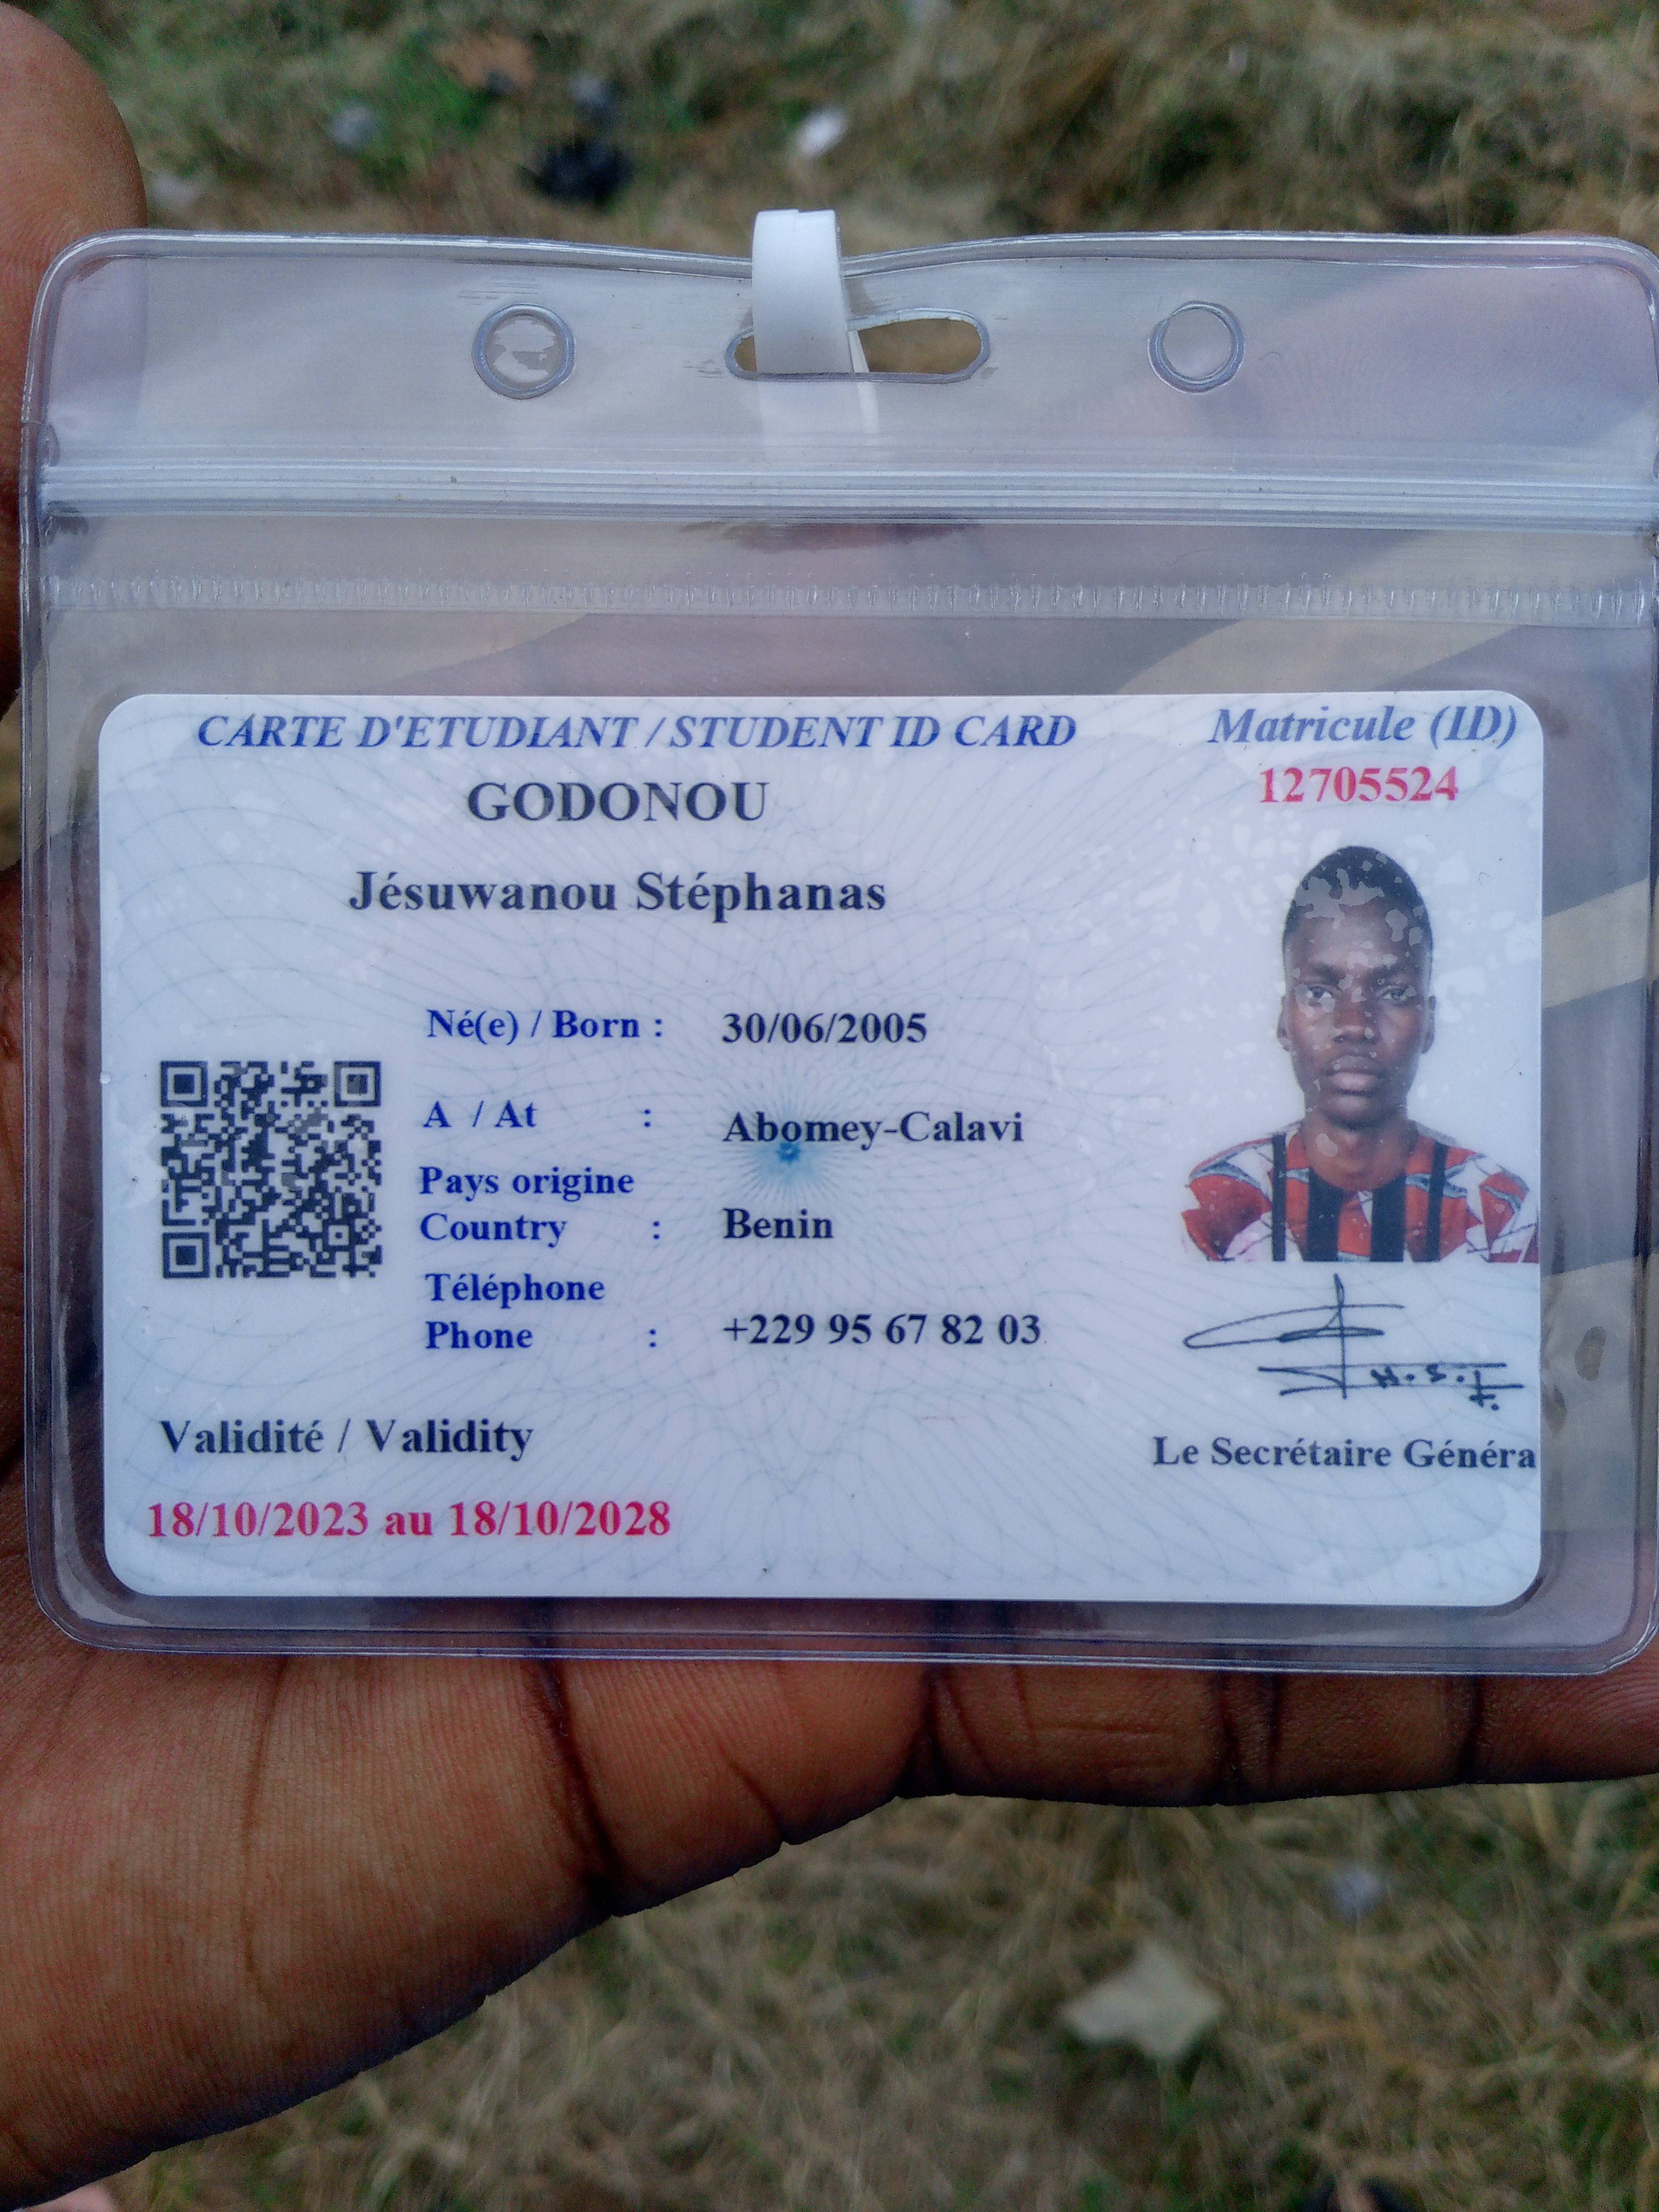 CARTE D'ETUDIANT / STUDENT ID CARD
Matricule (ID)
12705524
GODONOU
Jésuwanou Stéphanas
Né(e) / Born : 30/06/2005
A / At : Abomey-Calavi
Pays origine
Country : Benin
Téléphone
Phone : +229 95 67 82 03
Validité / Validity
18/10/2023 au 18/10/2028
Le Secrétaire Généra